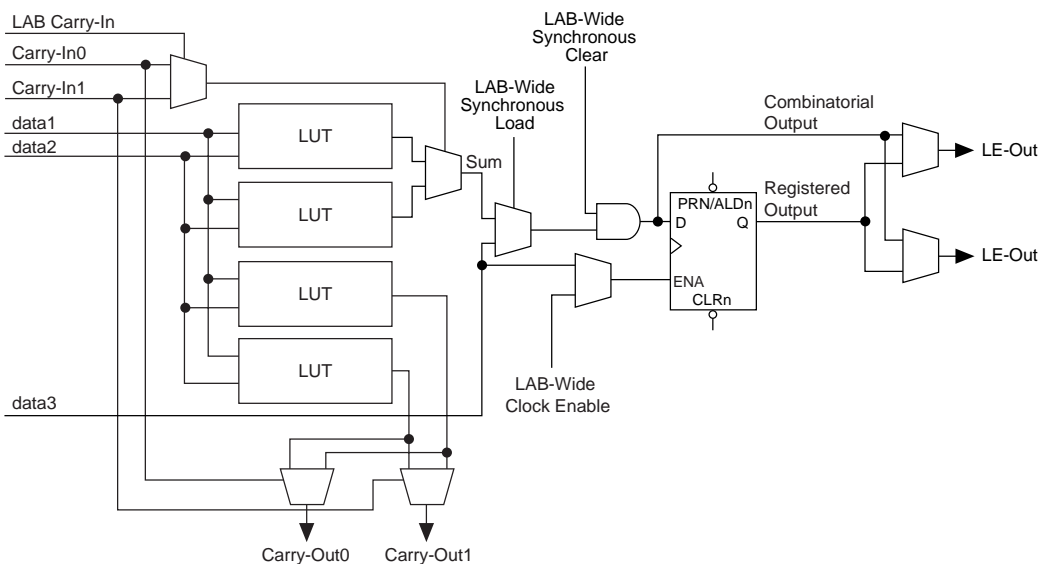 LAB Carry-In
Carry-In0
Carry-In1
data1
data2
data3
LUT
LUT
LUT
LUT
Sum
LAB-Wide
Synchronous
Load
LAB-Wide
Synchronous
Clear
LAB-Wide
Clock Enable
PRN/ALDn
D
Q
ENA
CLRn
Combinatorial
Output
Registered
Output
LE-Out
LE-Out
Carry-Out0
Carry-Out1